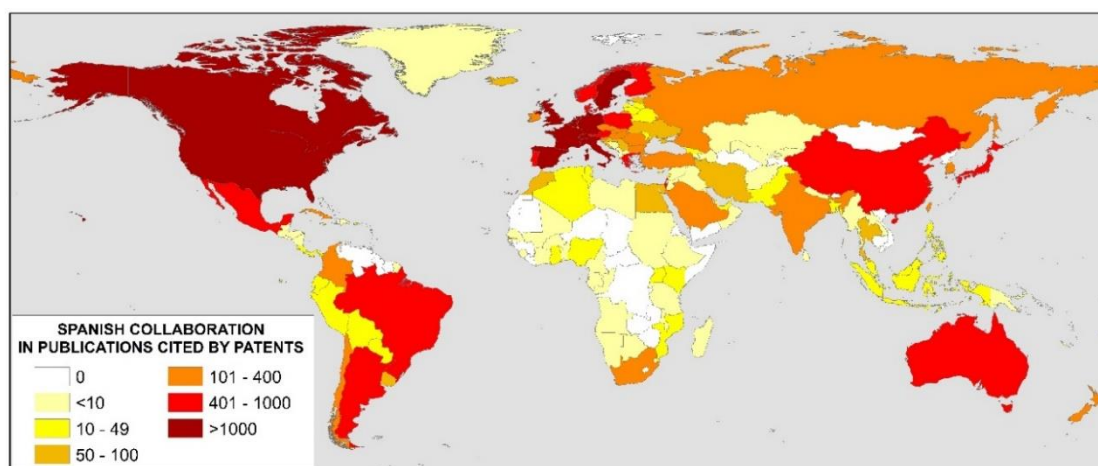 SPANISH COLLABORATION
IN PUBLICATIONS CITED BY PATENTS
0
<10
10 - 49
50 - 100
101 - 400
401 - 1000
>1000